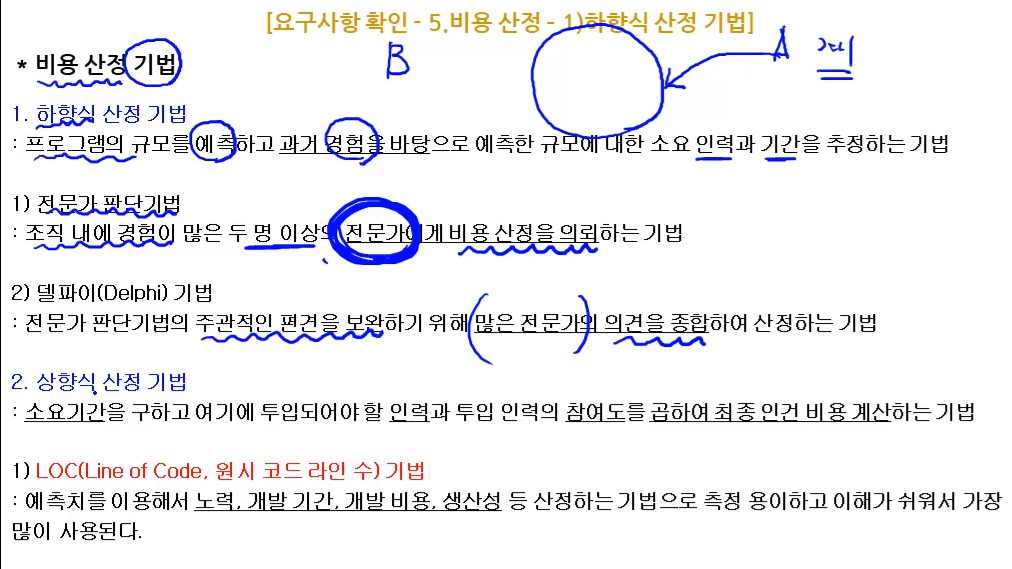 [요구사항 확인 - 5.비용 산정 - 1)하향식 산정 기법]
B
A
* 비용 산정 기법
1. 하향식 산정 기법
: 프로그램의 규모를 예측하고 과거 경험을 바탕으로 예측한 규모에 대한 소요 인력과 기간을 추정하는 기법
1) 전문가 판단기법
: 조직 내에 경험이 많은 두 명 이상의 전문가에게 비용 산정을 의뢰하는 기법
2) 델파이(Delphi) 기법
: 전문가 판단기법의 주관적인 편견을 보완하기 위해 많은 전문가의 의견을 종합하여 산정하는 기법
2. 상향식 산정 기법
: 소요기간을 구하고 여기에 투입되어야 할 인력과 투입 인력의 참여도를 곱하여 최종 인건 비용 계산하는 기법
1) LOC(Line of Code, 원시 코드 라인 수) 기법
: 예측치를 이용해서 노력, 개발 기간, 개발 비용, 생산성 등 산정하는 기법으로 측정 용이하고 이해가 쉬워서 가장
많이 사용된다.